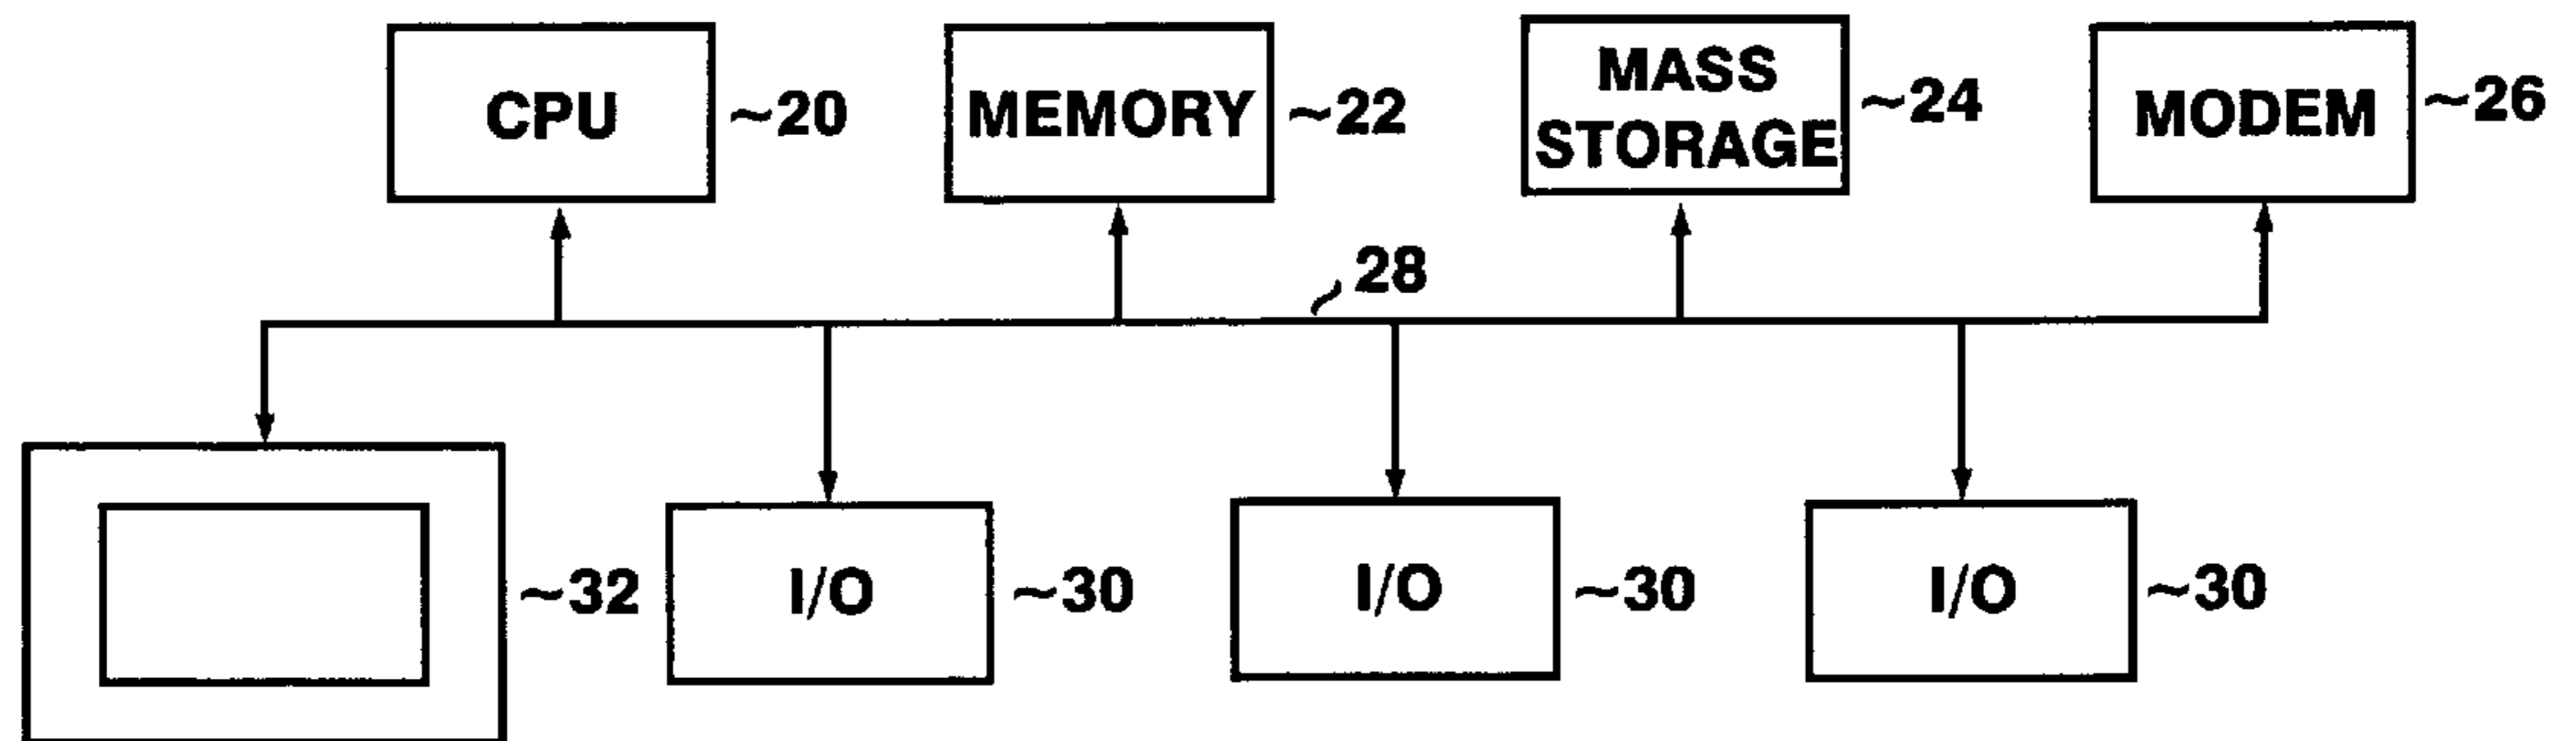 CPU
~20
MEMORY
~22
MASS
STORAGE
~24
MODEM
~26
28
~32
I/O
~30
I/O
~30
I/O
~30